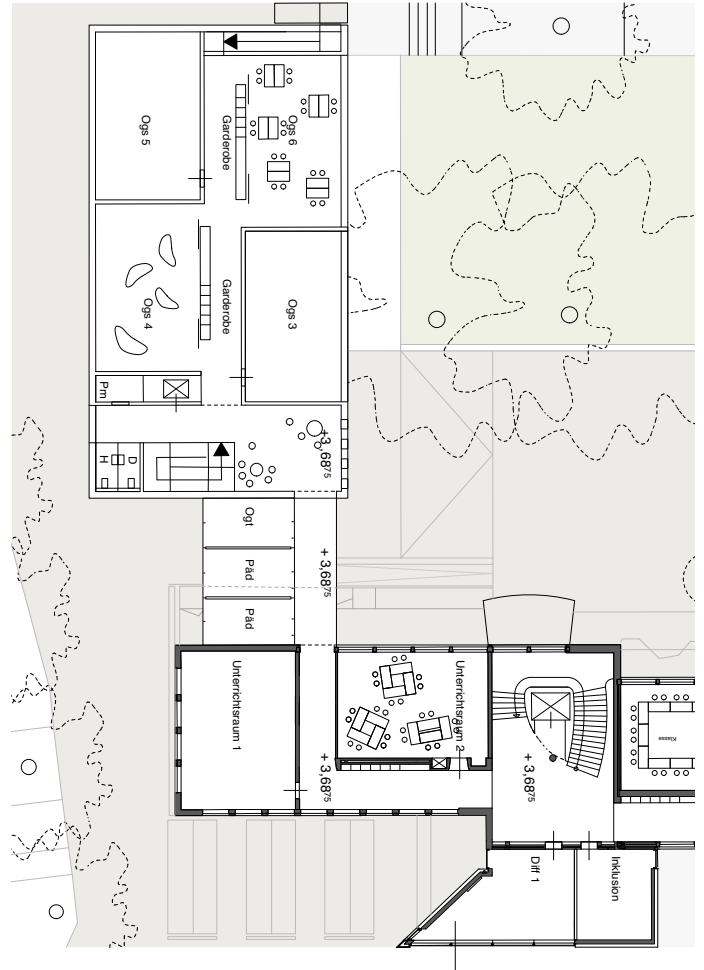 Ogs 5
Garderobe
Ogs 6
Ogs 4
Garderobe
Ogs 3
Pm
H
D
+3,68⁷⁵
Ogt
Päd
Päd
+ 3,68⁷⁵
Unterrichtsraum 1
Unterrichtsraum 2
Klasse
+ 3,68⁷⁵
+ 3,68⁷⁵
Diff 1
Inklusion